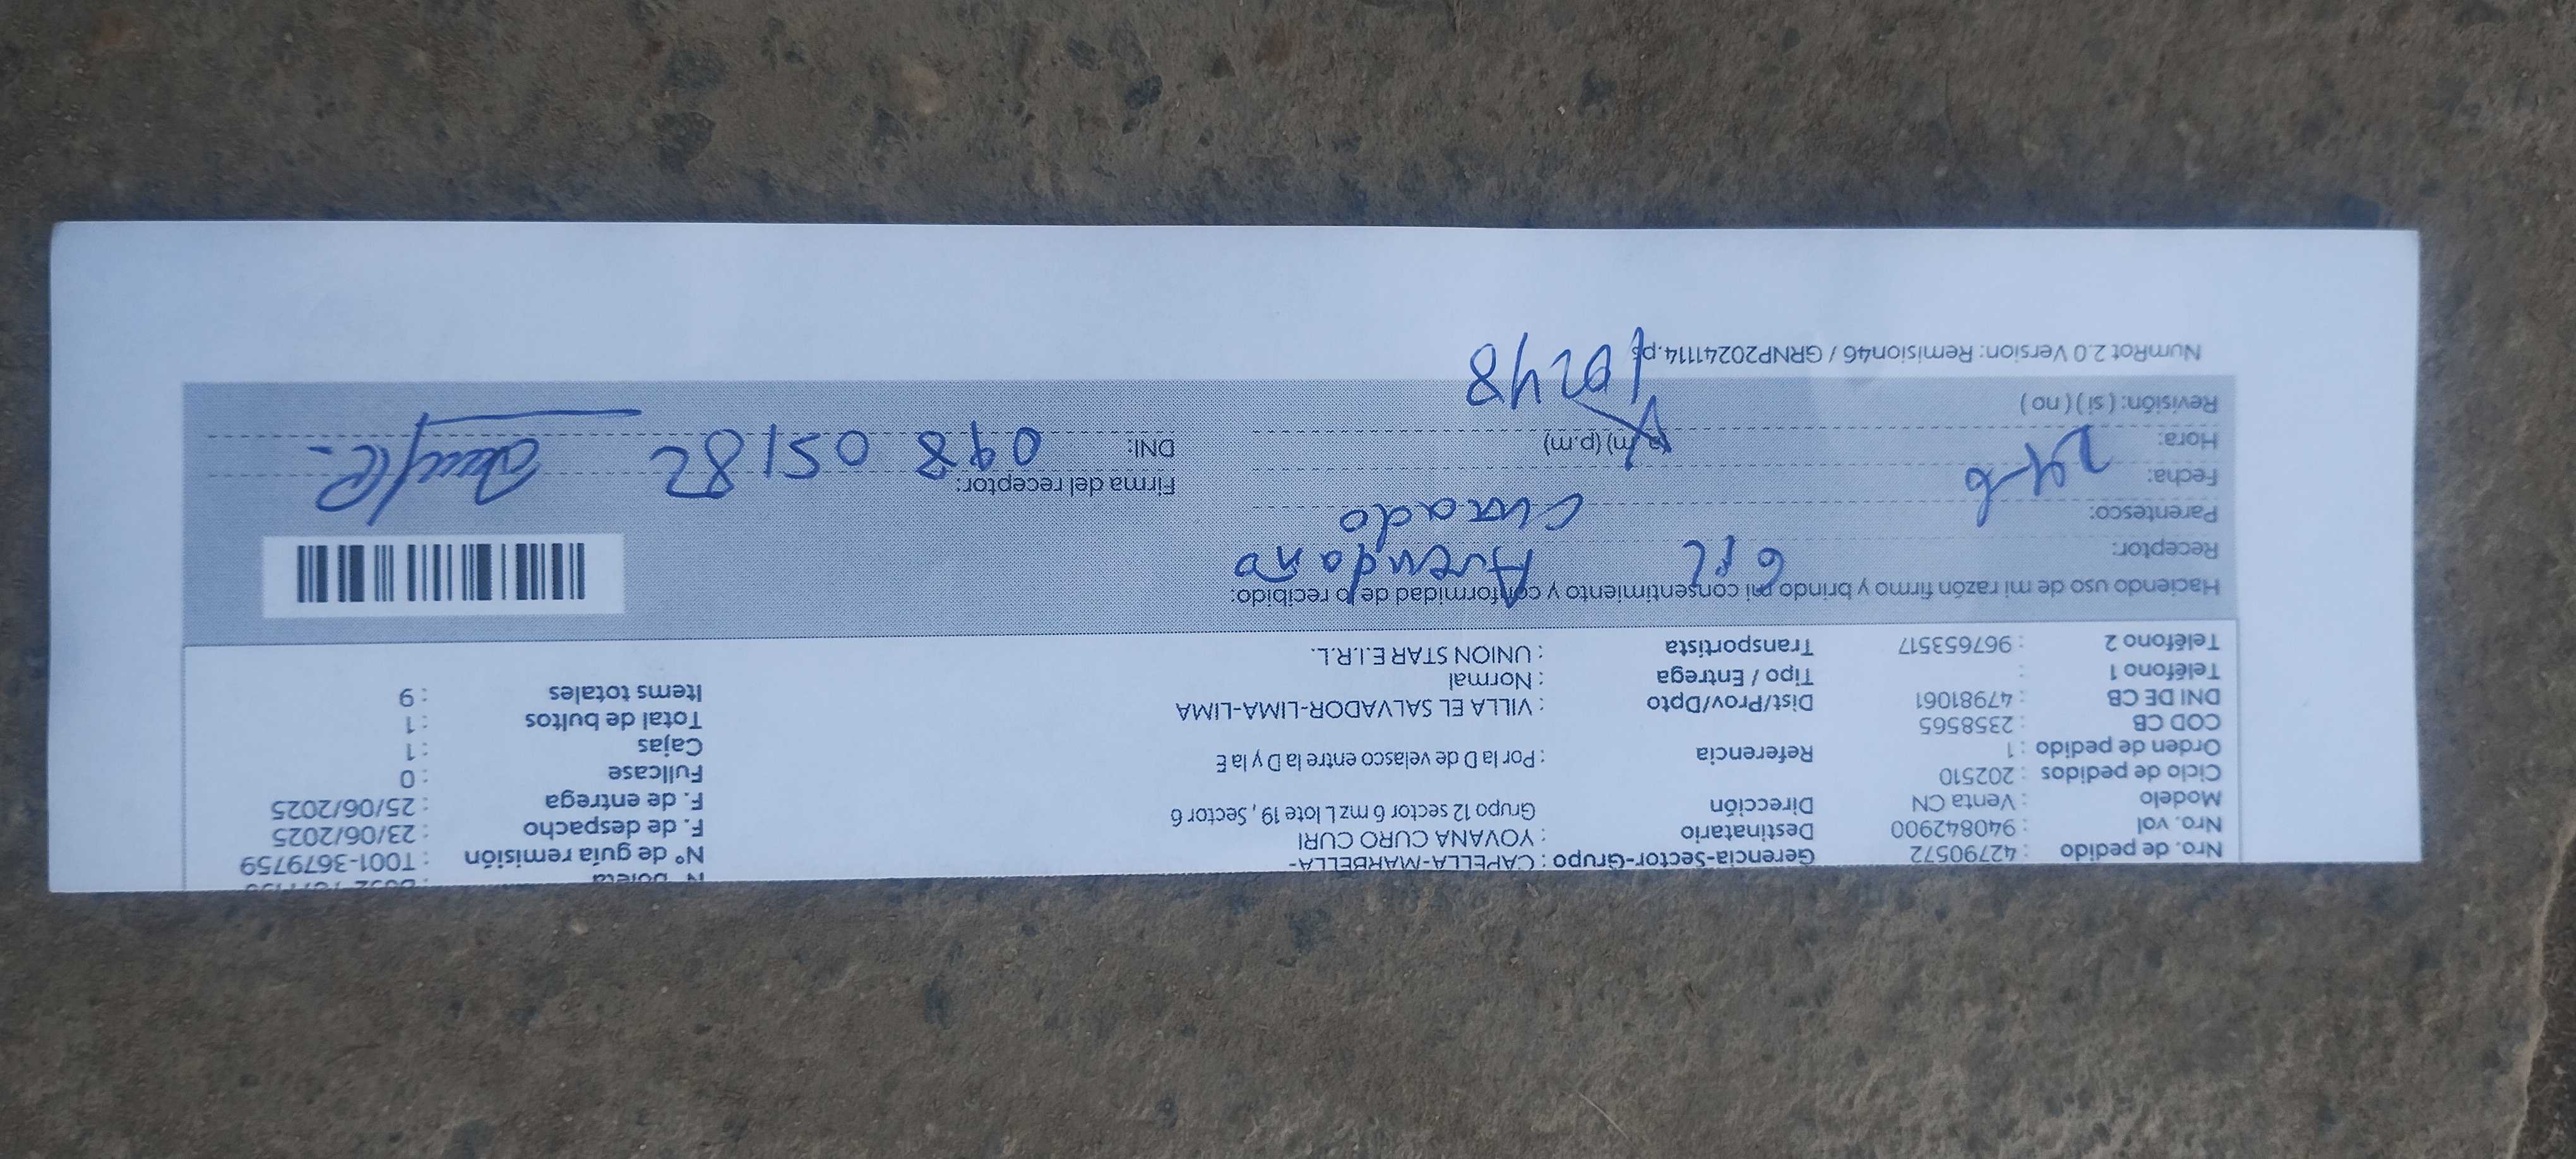 Nro. de pedido : 42790572 Gerencia-Sector-Grupo : CAPELLA-MARBELLA-
Nº de guía remisión : T001-3679759
Nro. vol : 940842900 Destinatario : YOVANA CURO CURI F. de despacho : 23/06/2025
Modelo : Venta CN Dirección Grupo 12 sector 6 mz L lote 19 , Sector 6 F. de entrega : 25/06/2025
Ciclo de pedidos : 202510 Fullcase : 0
Orden de pedido : 1 Referencia : Por la D de velasco entre la D y la E Cajas : 1
COD CB : 2358565 Total de bultos : 1
DNI DE CB : 47981061 Dist/Prov/Dpto : VILLA EL SALVADOR-LIMA-LIMA Items totales : 9
Teléfono 1 : Tipo / Entrega : Normal
Teléfono 2 : 967653517 Transportista : UNION STAR E.I.R.L.
Haciendo uso de mi razón firmo y brindo mi consentimiento y conformidad de lo recibido:
Receptor: Avendaño
Parentesco: Cuñado
Fecha: 24-6 Firma del receptor:
Hora: (a.m) (p.m) DNI: 09805182
Revisión: ( si ) ( no ) 10248
NumRot 2.0 Version: Remision46 / GRNP20241114.ps